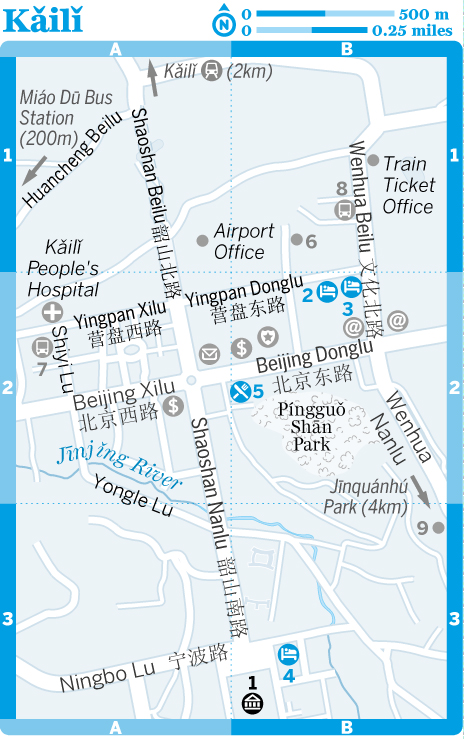 Kǎilǐ
N
0 500 m
0 0.25 miles
A B
Kǎilǐ (2km)
Miáo Dū Bus
Station
(200m)
Huancheng Beilu
Shaoshan Beilu 韶山北路
1 1
Wenhua Beilu 文化北路
Train
Ticket
Office
8
Airport
Office
6
Kǎilǐ
People's
Hospital
Yingpan Xilu
营盘西路
Yingpan Donglu
营盘东路
2
3
@ @
Shiyi Lu
7
$
Beijing Donglu
北京东路
2 2
Beijing Xilu
北京西路
$
5
Píngguǒ
Shān
Park
Wenhua
Nanlu
Jīnjǐng River
Shaoshan Nanlu 韶山南路
Yongle Lu
Jīnquánhú
Park (4km)
9
3 3
Ningbo Lu 宁波路
4
1
A B